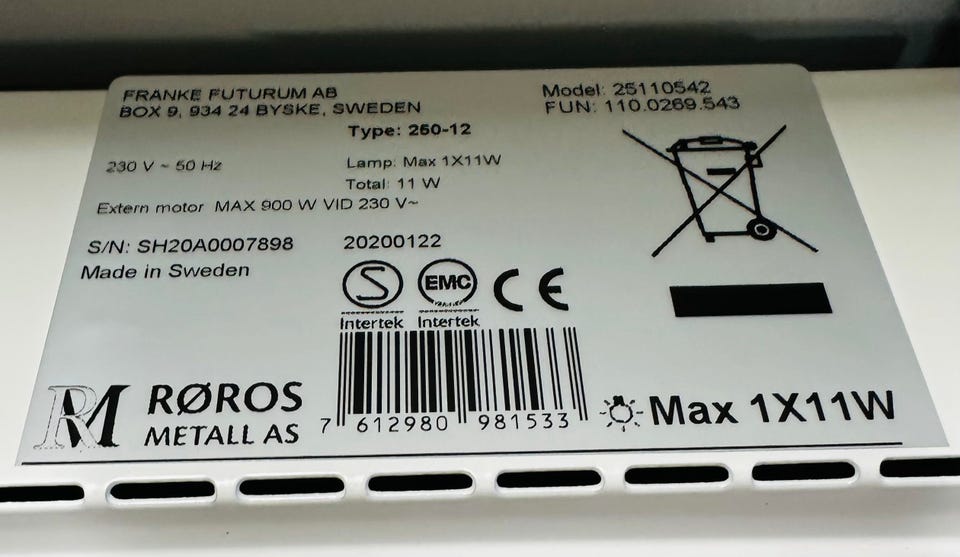 FRANKE FUTURUM AB
BOX 9, 934 24 BYSKE, SWEDEN
Model: 25110542
FUN: 110.0269.543
Type: 250-12
230 V ~ 50 Hz
Lamp: Max 1X11W
Total: 11 W
Extern motor MAX 900 W VID 230 V~
S/N: SH20A0007898 20200122
Made in Sweden
S EMC CE
Intertek Intertek
RM RØROS
METALL AS
7 612980 981533
Max 1X11W